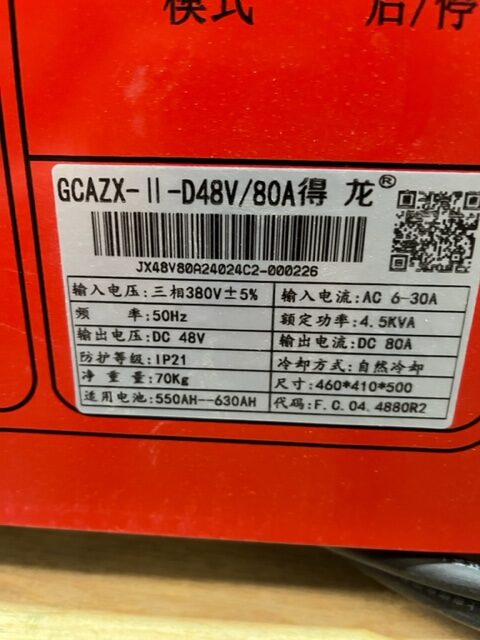 模式 启/停
GCAZX-Ⅱ-D48V/80A得 龙®
JX48V80A24024C2-000226
输入电压:三相380V±5% 输入电流:AC 6-30A
频 率:50Hz 额定功率:4.5KVA
输出电压:DC 48V 输出电流:DC 80A
防护等级:IP21 冷却方式:自然冷却
净 重 量:70Kg 尺寸:460*410*500
适用电池:550AH--630AH 代码:F.C.04.4880R2